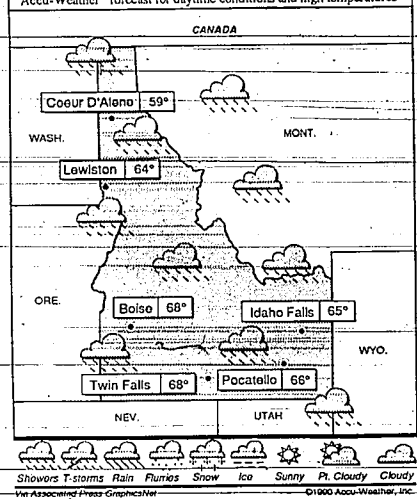 Accu-Weather® forecast for daytime conditions and high temperatures
CANADA
Coeur D'Alene 59°
WASH.
MONT.
Lewiston 64°
ORE.
Boise 68°
Idaho Falls 65°
WYO.
Twin Falls 68°
Pocatello 66°
NEV.
UTAH
Showers T-storms Rain Flurries Snow Ice Sunny Pt. Cloudy Cloudy
Via Associated Press GraphicsNet
©1990 Accu-Weather, Inc.